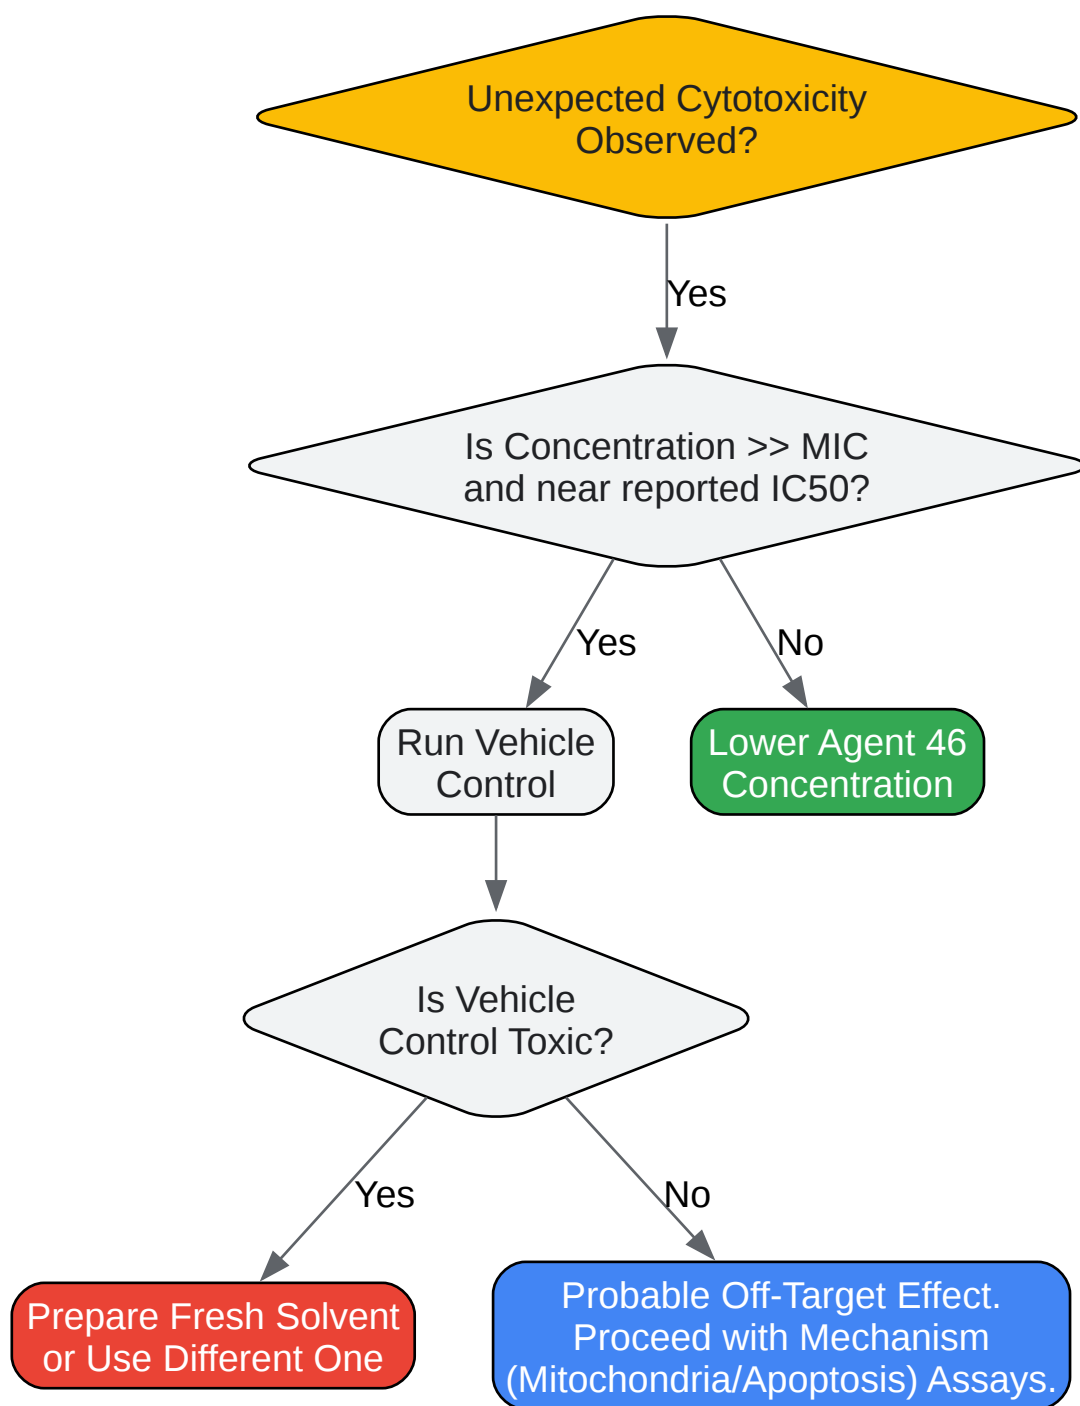 Unexpected Cytotoxicity
Observed?
Yes
Is Concentration >> MIC
and near reported IC50?
Yes
No
Run Vehicle
Control
Lower Agent 46
Concentration
Is Vehicle
Control Toxic?
Yes
No
Prepare Fresh Solvent
or Use Different One
Probable Off-Target Effect.
Proceed with Mechanism
(Mitochondria/Apoptosis) Assays.